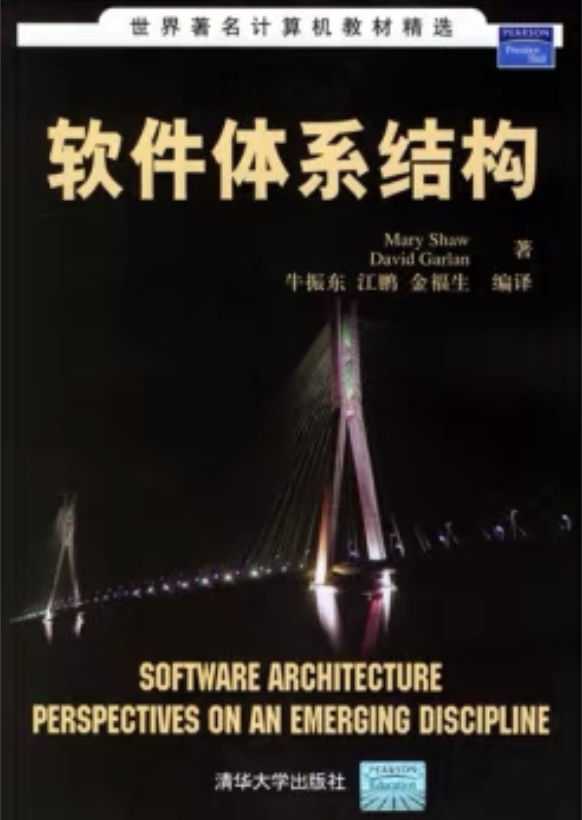 世界著名计算机教材精选
PEARSON
Prentice
Hall
软件体系结构
Mary Shaw
David Garlan 著
牛振东 江鹏 金福生 编译
SOFTWARE ARCHITECTURE
PERSPECTIVES ON AN EMERGING DISCIPLINE
清华大学出版社
PEARSON
Education